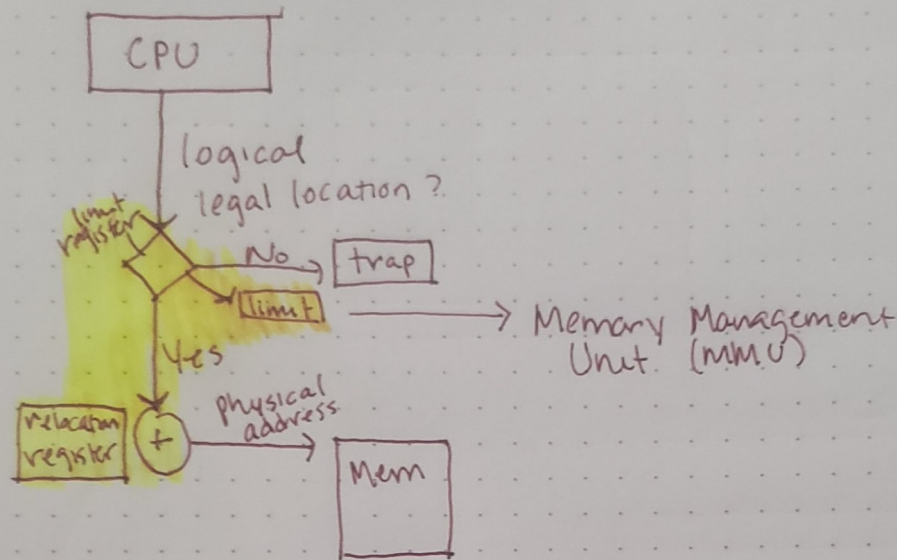 CPU
logical
legal location?
limit
register
No
trap
limit
Memory Management
Unit (MMU)
Yes
relocation
register
+
physical
address
Mem